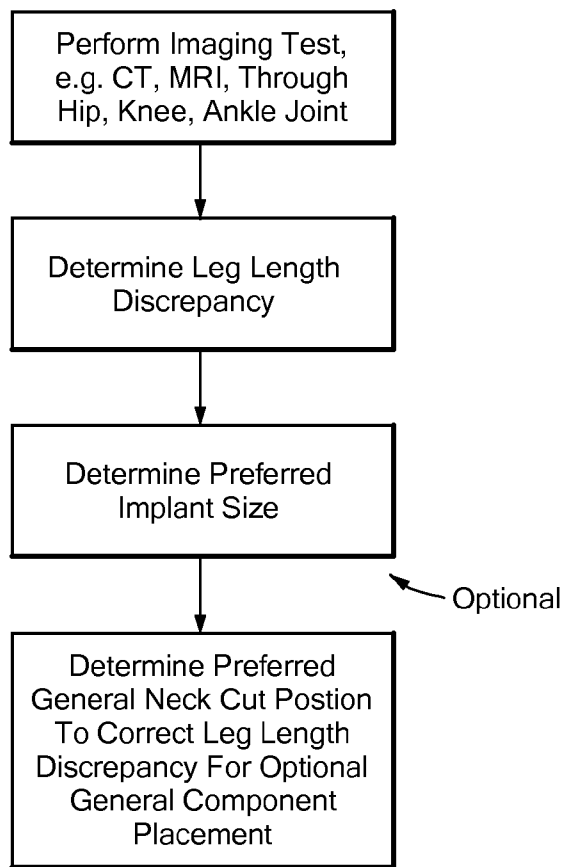 Perform Imaging Test,
e.g. CT, MRI, Through
Hip, Knee, Ankle Joint
Determine Leg Length
Discrepancy
Determine Preferred
Implant Size
Optional
Determine Preferred
General Neck Cut Postion
To Correct Leg Length
Discrepancy For Optional
General Component
Placement